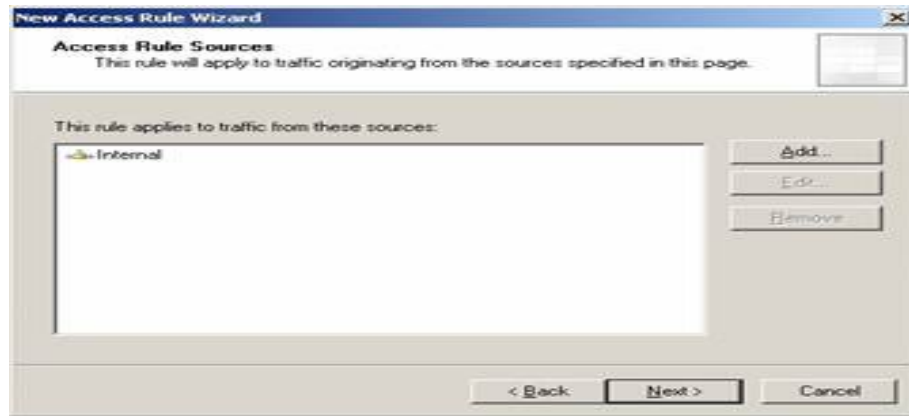 New Access Rule Wizard
Access Rule Sources
This rule will apply to traffic originating from the sources specified in this page.
This rule applies to traffic from these sources:
Internal
Add...
Edit...
Remove
< Back
Next >
Cancel